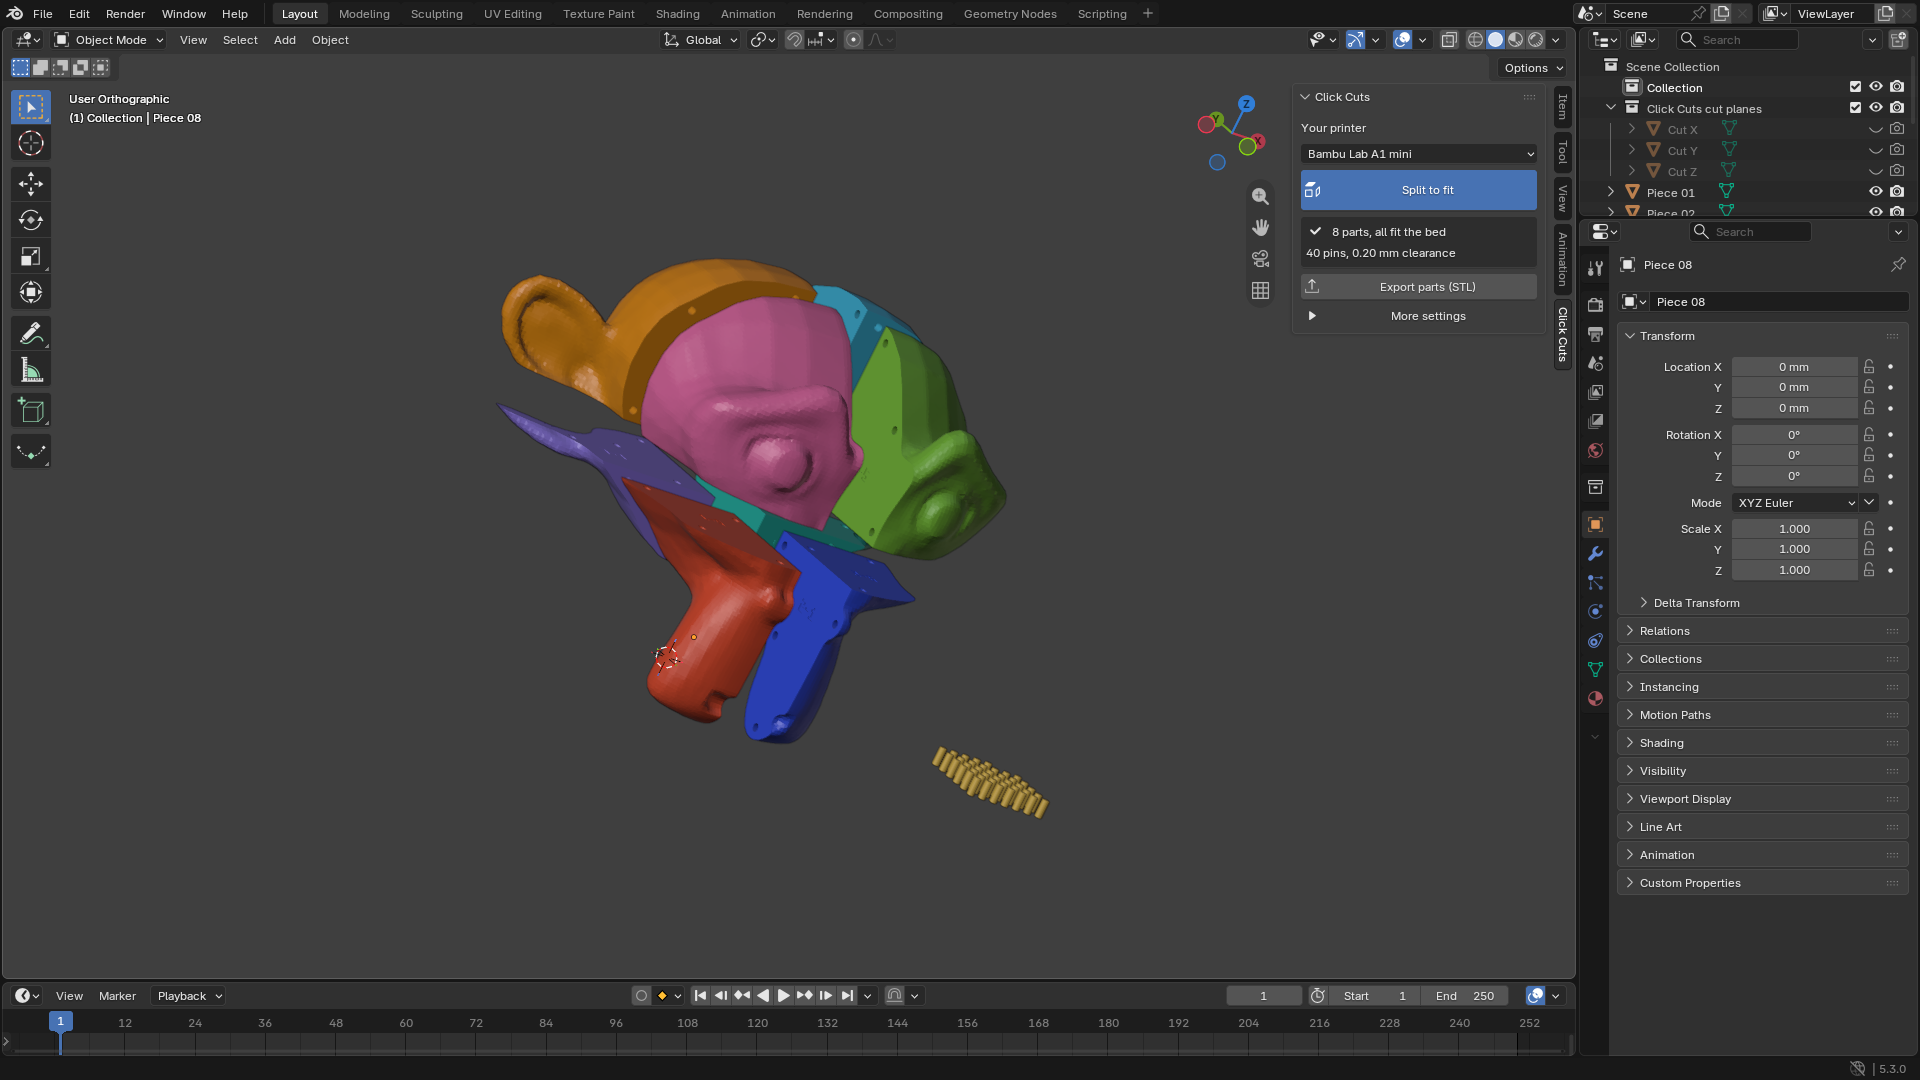 File Edit Render Window Help Layout Modeling Sculpting UV Editing Texture Paint Shading Animation Rendering Compositing Geometry Nodes Scripting Scene ViewLayer
Object Mode View Select Add Object Global
Options
User Orthographic
(1) Collection | Piece 08
Z
Y
X
Click Cuts
Your printer
Bambu Lab A1 mini
Split to fit
8 parts, all fit the bed
40 pins, 0.20 mm clearance
Export parts (STL)
More settings
Item
Tool
View
Animation
Click Cuts
Search
Scene Collection
Collection
Click Cuts cut planes
Cut X
Cut Y
Cut Z
Piece 01
Piece 02
Search
Piece 08
Piece 08
Transform
Location X 0 mm
Y 0 mm
Z 0 mm
Rotation X 0°
Y 0°
Z 0°
Mode XYZ Euler
Scale X 1.000
Y 1.000
Z 1.000
Delta Transform
Relations
Collections
Instancing
Motion Paths
Shading
Visibility
Viewport Display
Line Art
Animation
Custom Properties
View Marker Playback 1 Start 1 End 250
1 12 24 36 48 60 72 84 96 108 120 132 144 156 168 180 192 204 216 228 240 252
5.3.0